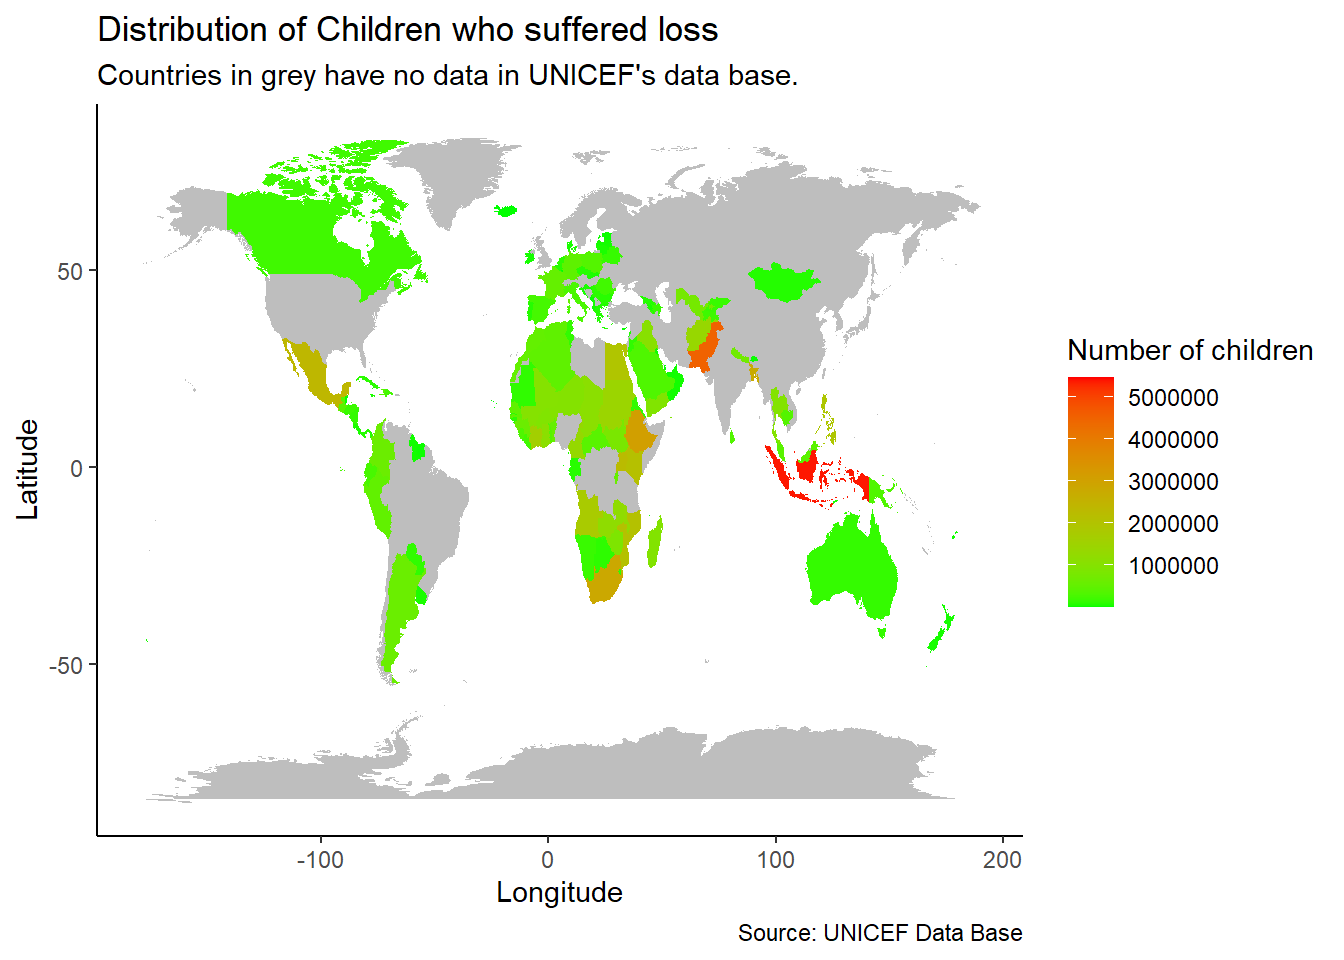 Distribution of Children who suffered loss
Countries in grey have no data in UNICEF's data base.
50
0
-50
Latitude
-100
0
100
200
Longitude
Number of children
5000000
4000000
3000000
2000000
1000000
Source: UNICEF Data Base